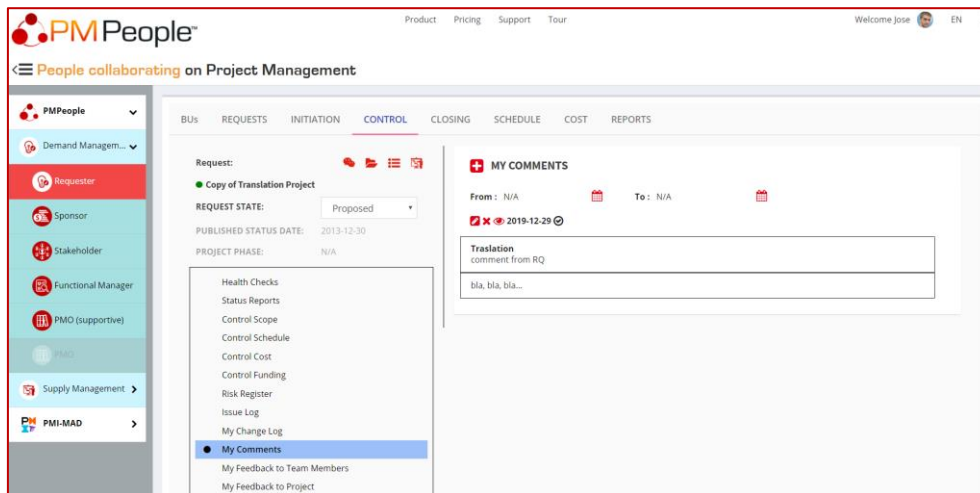 PMPeople™
Product Pricing Support Tour
Welcome Jose EN
People collaborating on Project Management
PMPeople
Demand Managem...
Requester
Sponsor
Stakeholder
Functional Manager
PMO (supportive)
PMO
Supply Management
PMI-MAD
BUs REQUESTS INITIATION CONTROL CLOSING SCHEDULE COST REPORTS
Request:
Copy of Translation Project
REQUEST STATE: Proposed
PUBLISHED STATUS DATE: 2013-12-30
PROJECT PHASE: N/A
Health Checks
Status Reports
Control Scope
Control Schedule
Control Cost
Control Funding
Risk Register
Issue Log
My Change Log
My Comments
My Feedback to Team Members
My Feedback to Project
MY COMMENTS
From : N/A To : N/A
2019-12-29
Traslation
comment from RQ
bla, bla, bla...